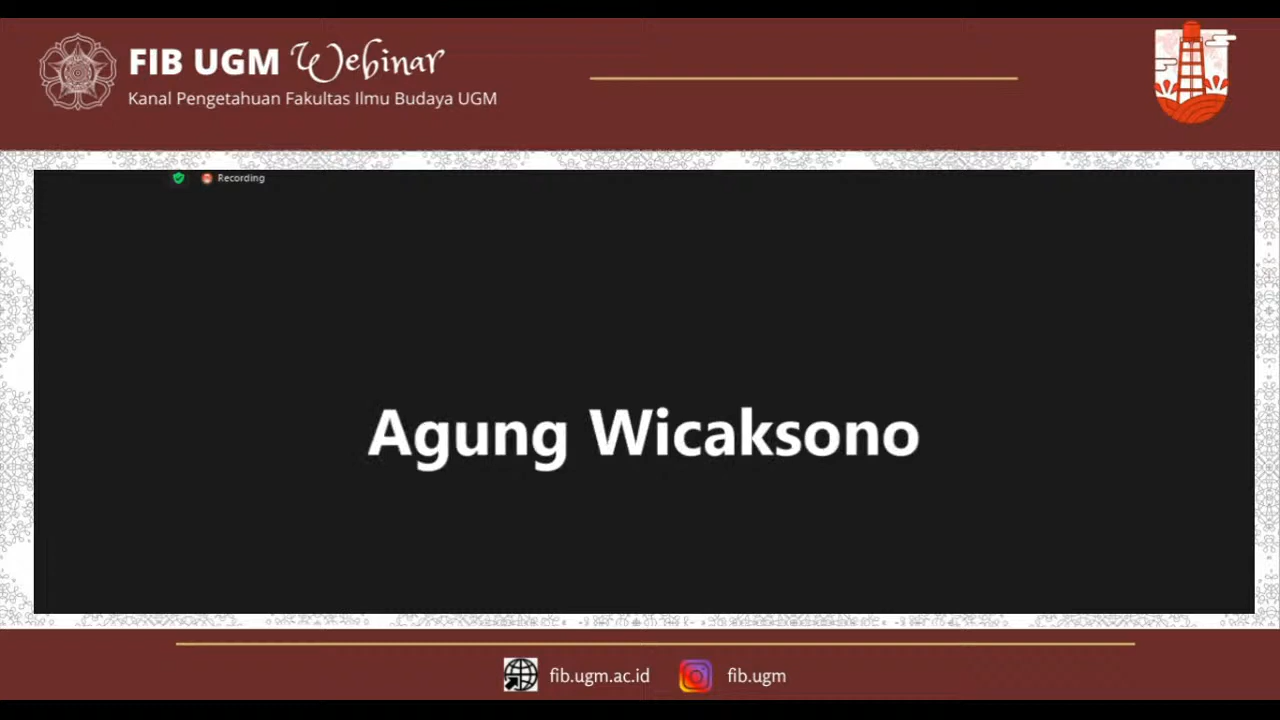 FIB UGM Webinar
Kanal Pengetahuan Fakultas Ilmu Budaya UGM
Recording
Agung Wicaksono
fib.ugm.ac.id fib.ugm